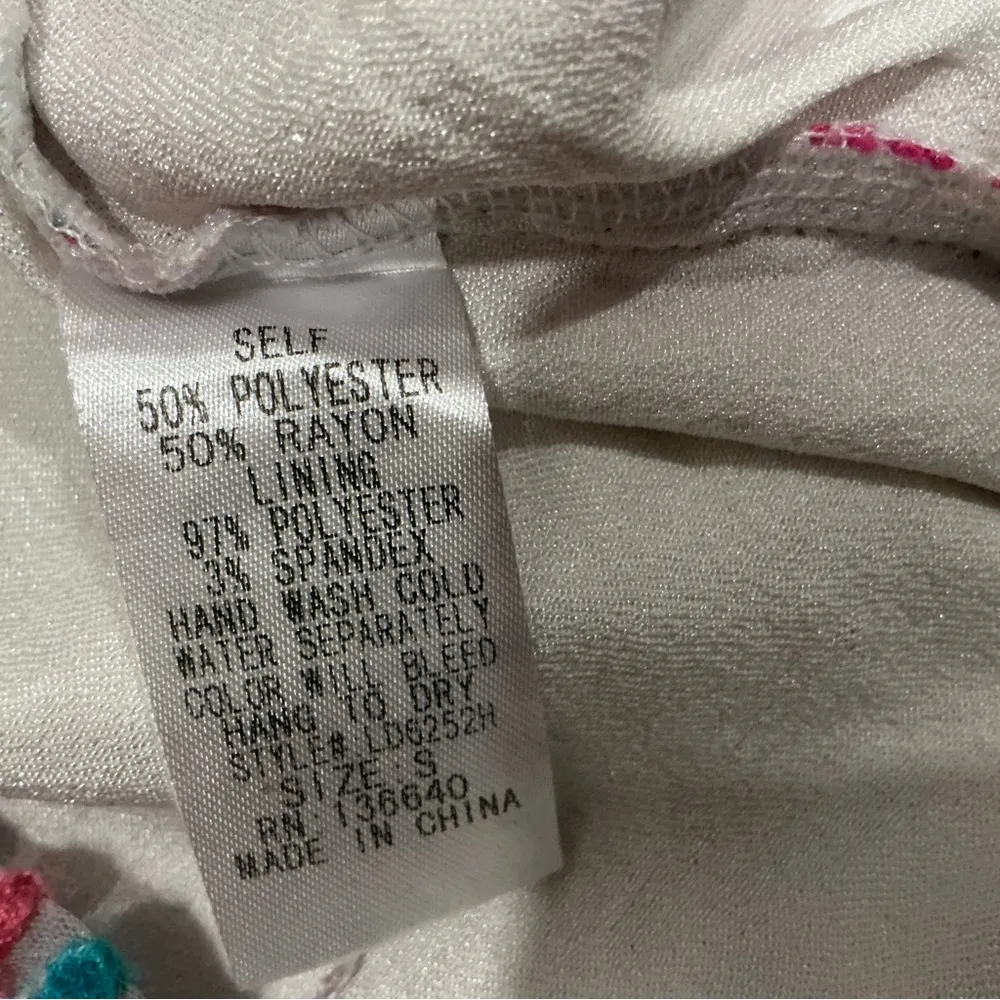 SELF
50% POLYESTER
50% RAYON
LINING
97% POLYESTER
3% SPANDEX
HAND WASH COLD
WATER SEPARATELY
COLOR WILL BLEED
HANG TO DRY
STYLE#.LD6252H
SIZE.S
RN.136640
MADE IN CHINA